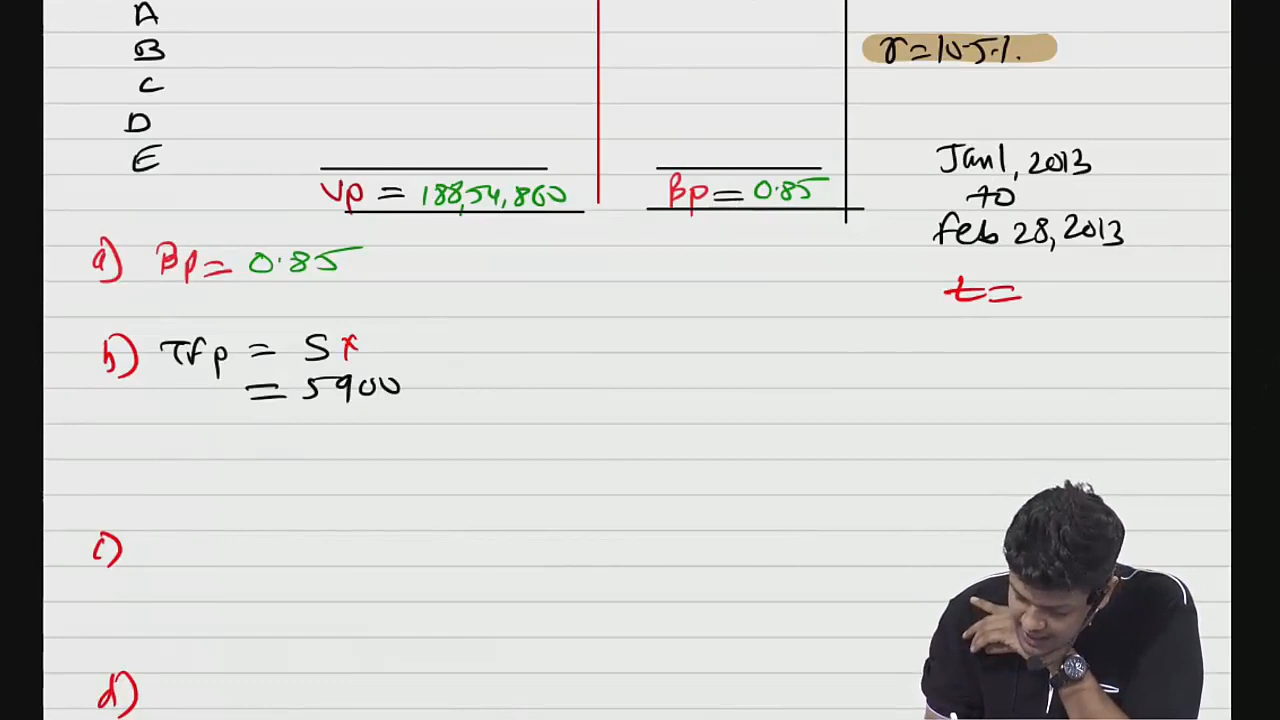 A
B
C
D
E
r = 10.5%.
Jan 1, 2013
to
Feb 28, 2013
t =
Vp = 188,54,860
βp = 0.85
a) βp = 0.85
b) TFp = S x
= 5900
c)
d)